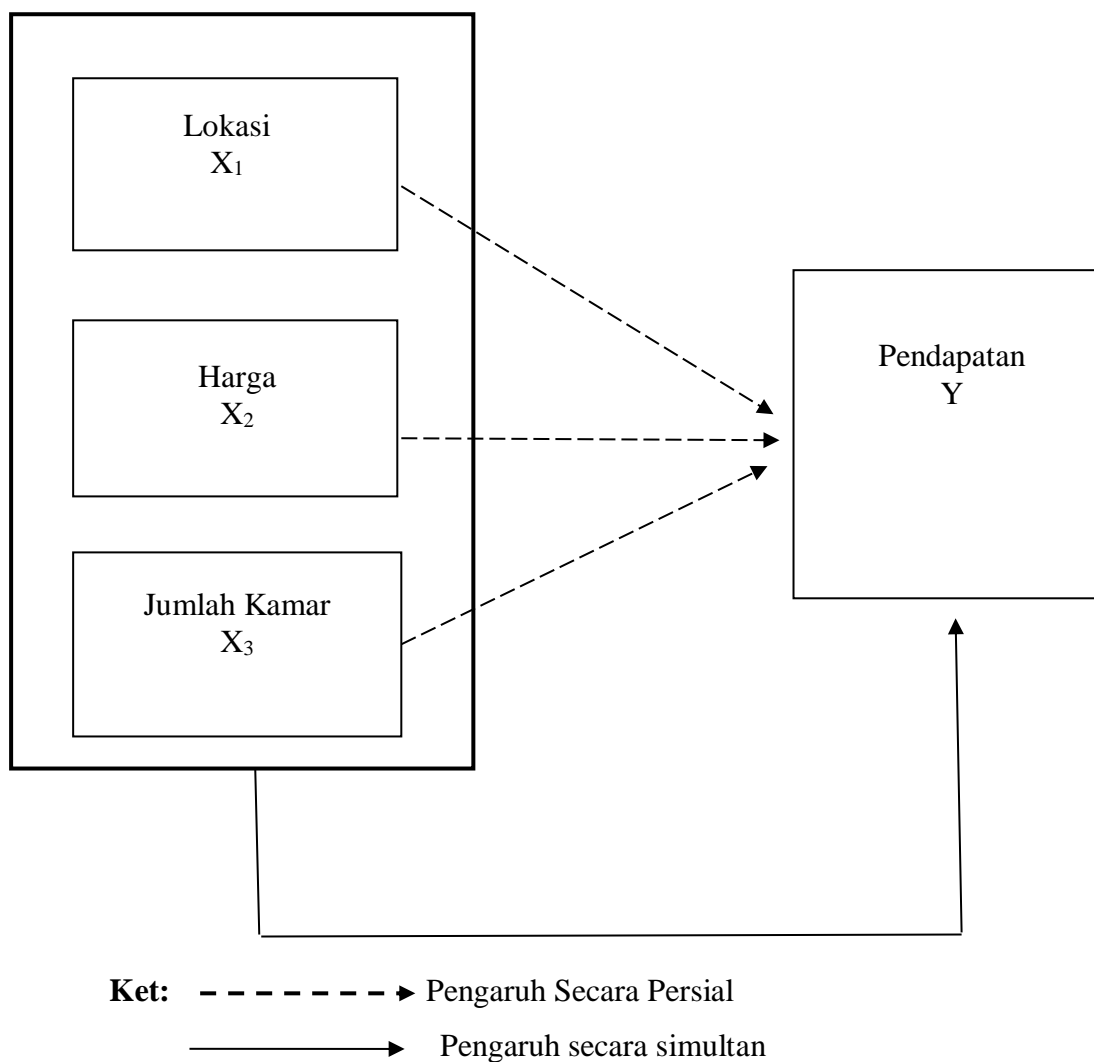 Lokasi
X₁
Harga
X₂
Jumlah Kamar
X₃
Pendapatan
Y
Ket: Pengaruh Secara Persial
Pengaruh secara simultan